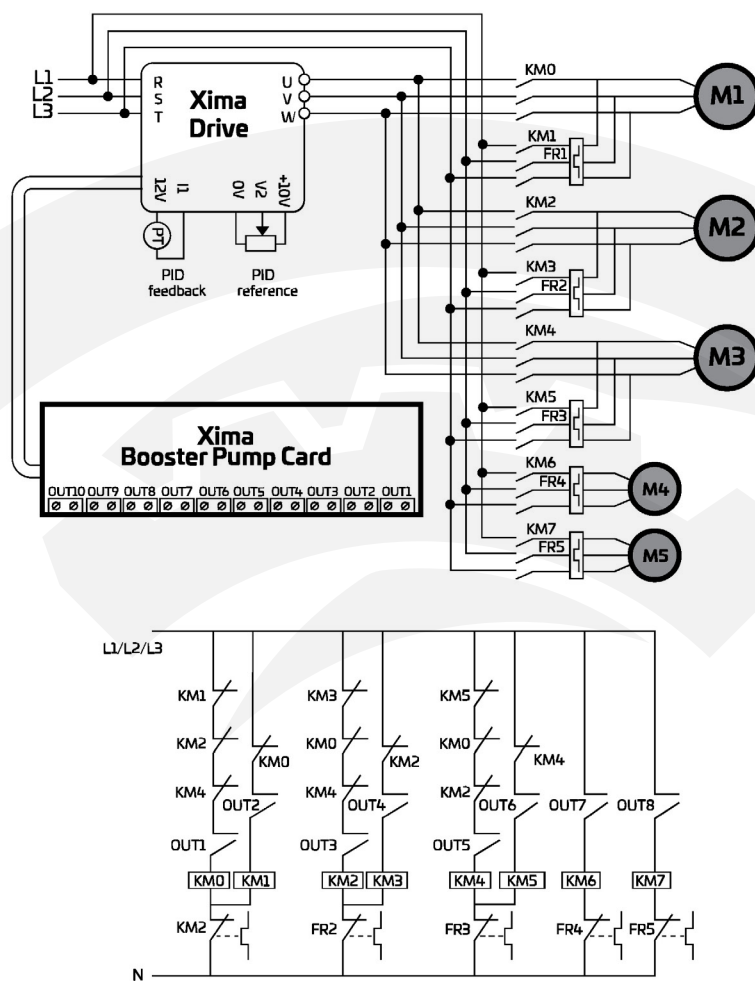 L1
L2
L3
R
S
T
Xima
Drive
U
V
W
12V
I1
0V
V2
+10V
PT
PID
feedback
PID
reference
KM0
M1
KM1
FR1
KM2
M2
KM3
FR2
KM4
M3
KM5
FR3
KM6
FR4
M4
KM7
FR5
M5
Xima
Booster Pump Card
OUT10 OUT9 OUT8 OUT7 OUT6 OUT5 OUT4 OUT3 OUT2 OUT1
L1/L2/L3
KM1 KM3 KM5
KM2 KM0 KM0 KM2 KM0 KM4
KM4 OUT2 KM4 OUT4 KM2 OUT6 OUT7 OUT8
OUT1 OUT3 OUT5
KM0 KM1 KM2 KM3 KM4 KM5 KM6 KM7
KM2 FR2 FR3 FR4 FR5
N